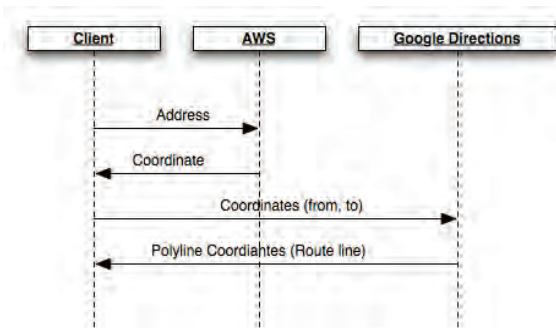 Client AWS Google Directions
Address
Coordinate
Coordinates (from, to)
Polyline Coordiantes (Route line)